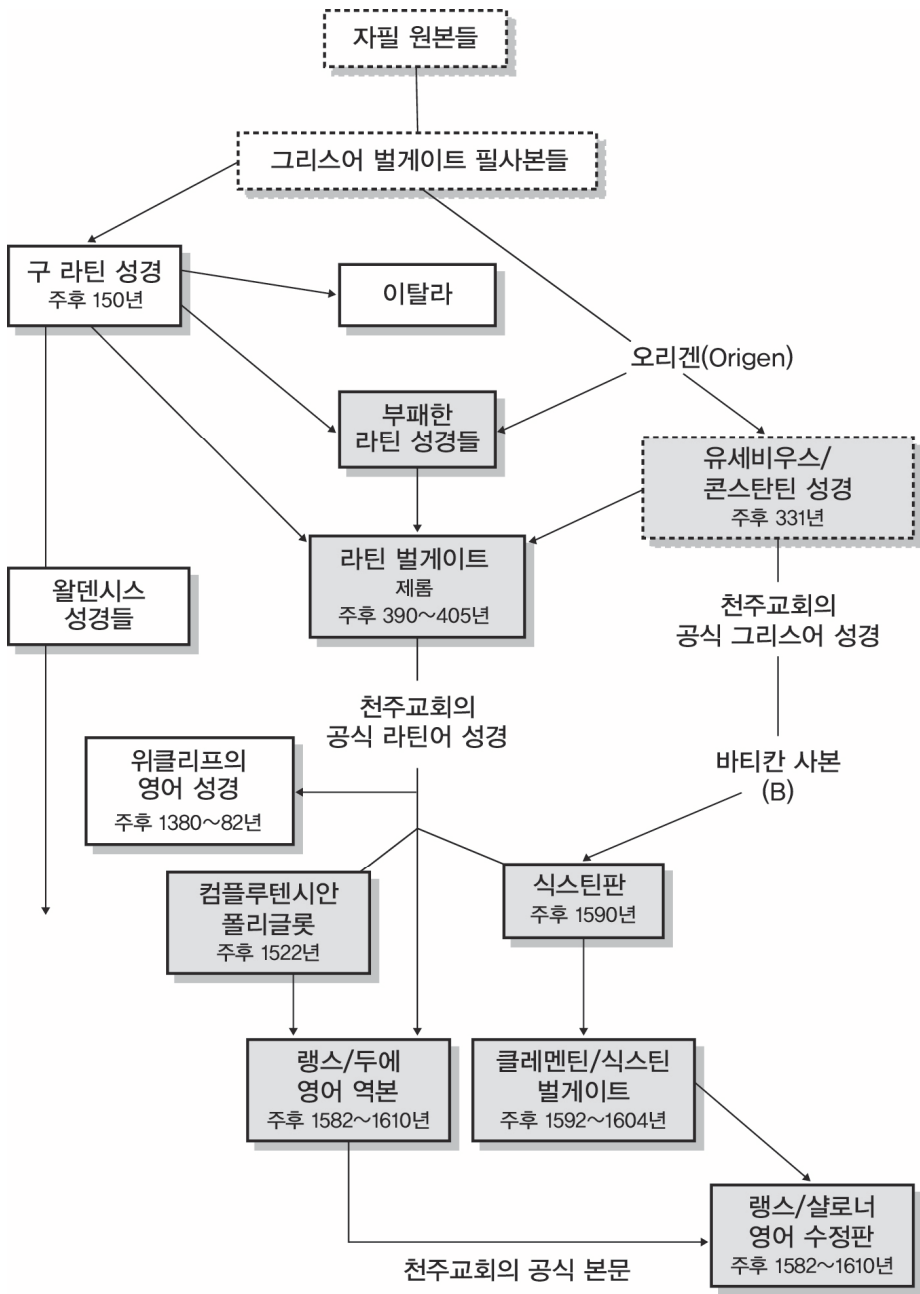 자필 원본들
그리스어 벌게이트 필사본들
구 라틴 성경
주후 150년
이탈라
오리겐(Origen)
부패한
라틴 성경들
유세비우스/
콘스탄틴 성경
주후 331년
라틴 벌게이트
제롬
주후 390~405년
왈덴시스
성경들
천주교회의
공식 그리스어 성경
천주교회의
공식 라틴어 성경
위클리프의
영어 성경
주후 1380~82년
바티칸 사본
(B)
컴플루텐시안
폴리글롯
주후 1522년
식스틴판
주후 1590년
랭스/두에
영어 역본
주후 1582~1610년
클레멘틴/식스틴
벌게이트
주후 1592~1604년
랭스/샬로너
영어 수정판
주후 1582~1610년
천주교회의 공식 본문